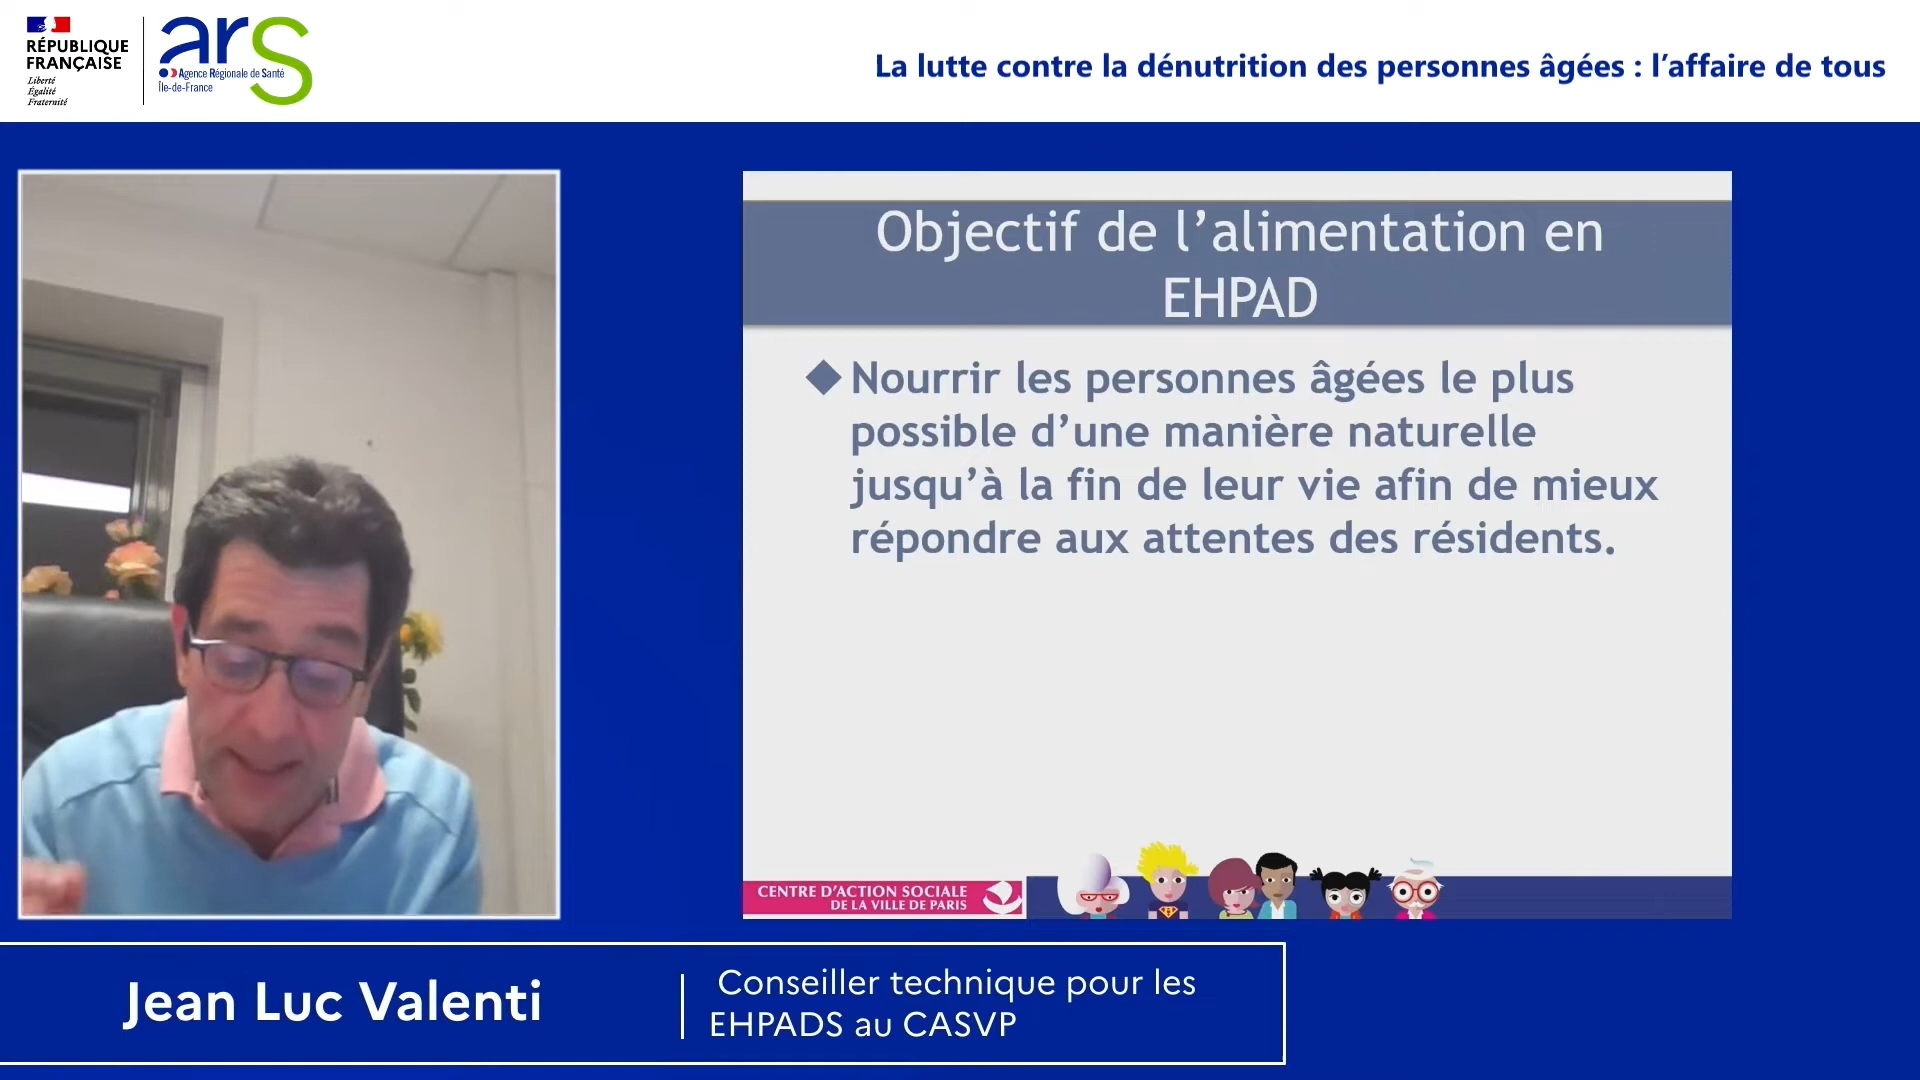 RÉPUBLIQUE
FRANÇAISE
Liberté
Égalité
Fraternité
ars
Agence Régionale de Santé
Île-de-France
La lutte contre la dénutrition des personnes âgées : l’affaire de tous
Objectif de l’alimentation en
EHPAD
Nourrir les personnes âgées le plus
possible d’une manière naturelle
jusqu’à la fin de leur vie afin de mieux
répondre aux attentes des résidents.
CENTRE D’ACTION SOCIALE
DE LA VILLE DE PARIS
Jean Luc Valenti
Conseiller technique pour les
EHPADS au CASVP